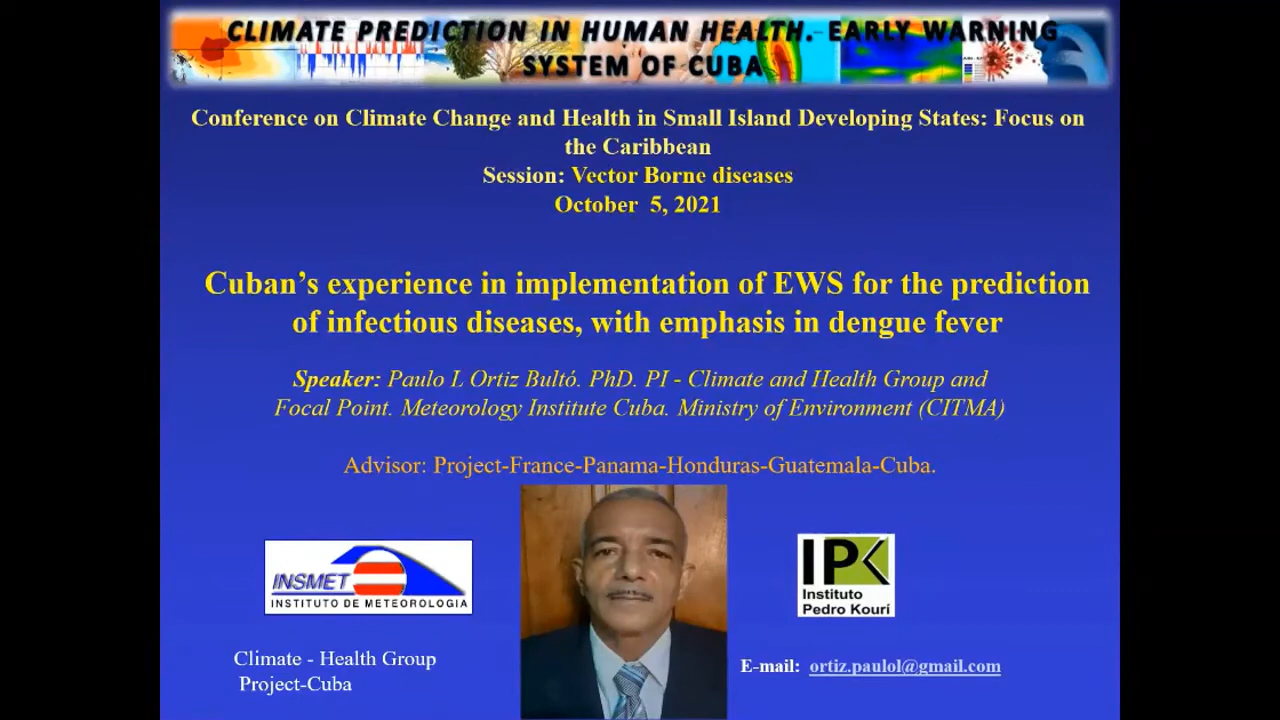 CLIMATE PREDICTION IN HUMAN HEALTH. EARLY WARNING
SYSTEM OF CUBA
Conference on Climate Change and Health in Small Island Developing States: Focus on
the Caribbean
Session: Vector Borne diseases
October 5, 2021
Cuban's experience in implementation of EWS for the prediction
of infectious diseases, with emphasis in dengue fever
Speaker: Paulo L Ortiz Bultó. PhD. PI - Climate and Health Group and
Focal Point. Meteorology Institute Cuba. Ministry of Environment (CITMA)
Advisor: Project-France-Panama-Honduras-Guatemala-Cuba.
INSMET
INSTITUTO DE METEOROLOGIA
IPK
Instituto
Pedro Kourí
Climate - Health Group
Project-Cuba
E-mail: ortiz.paulol@gmail.com